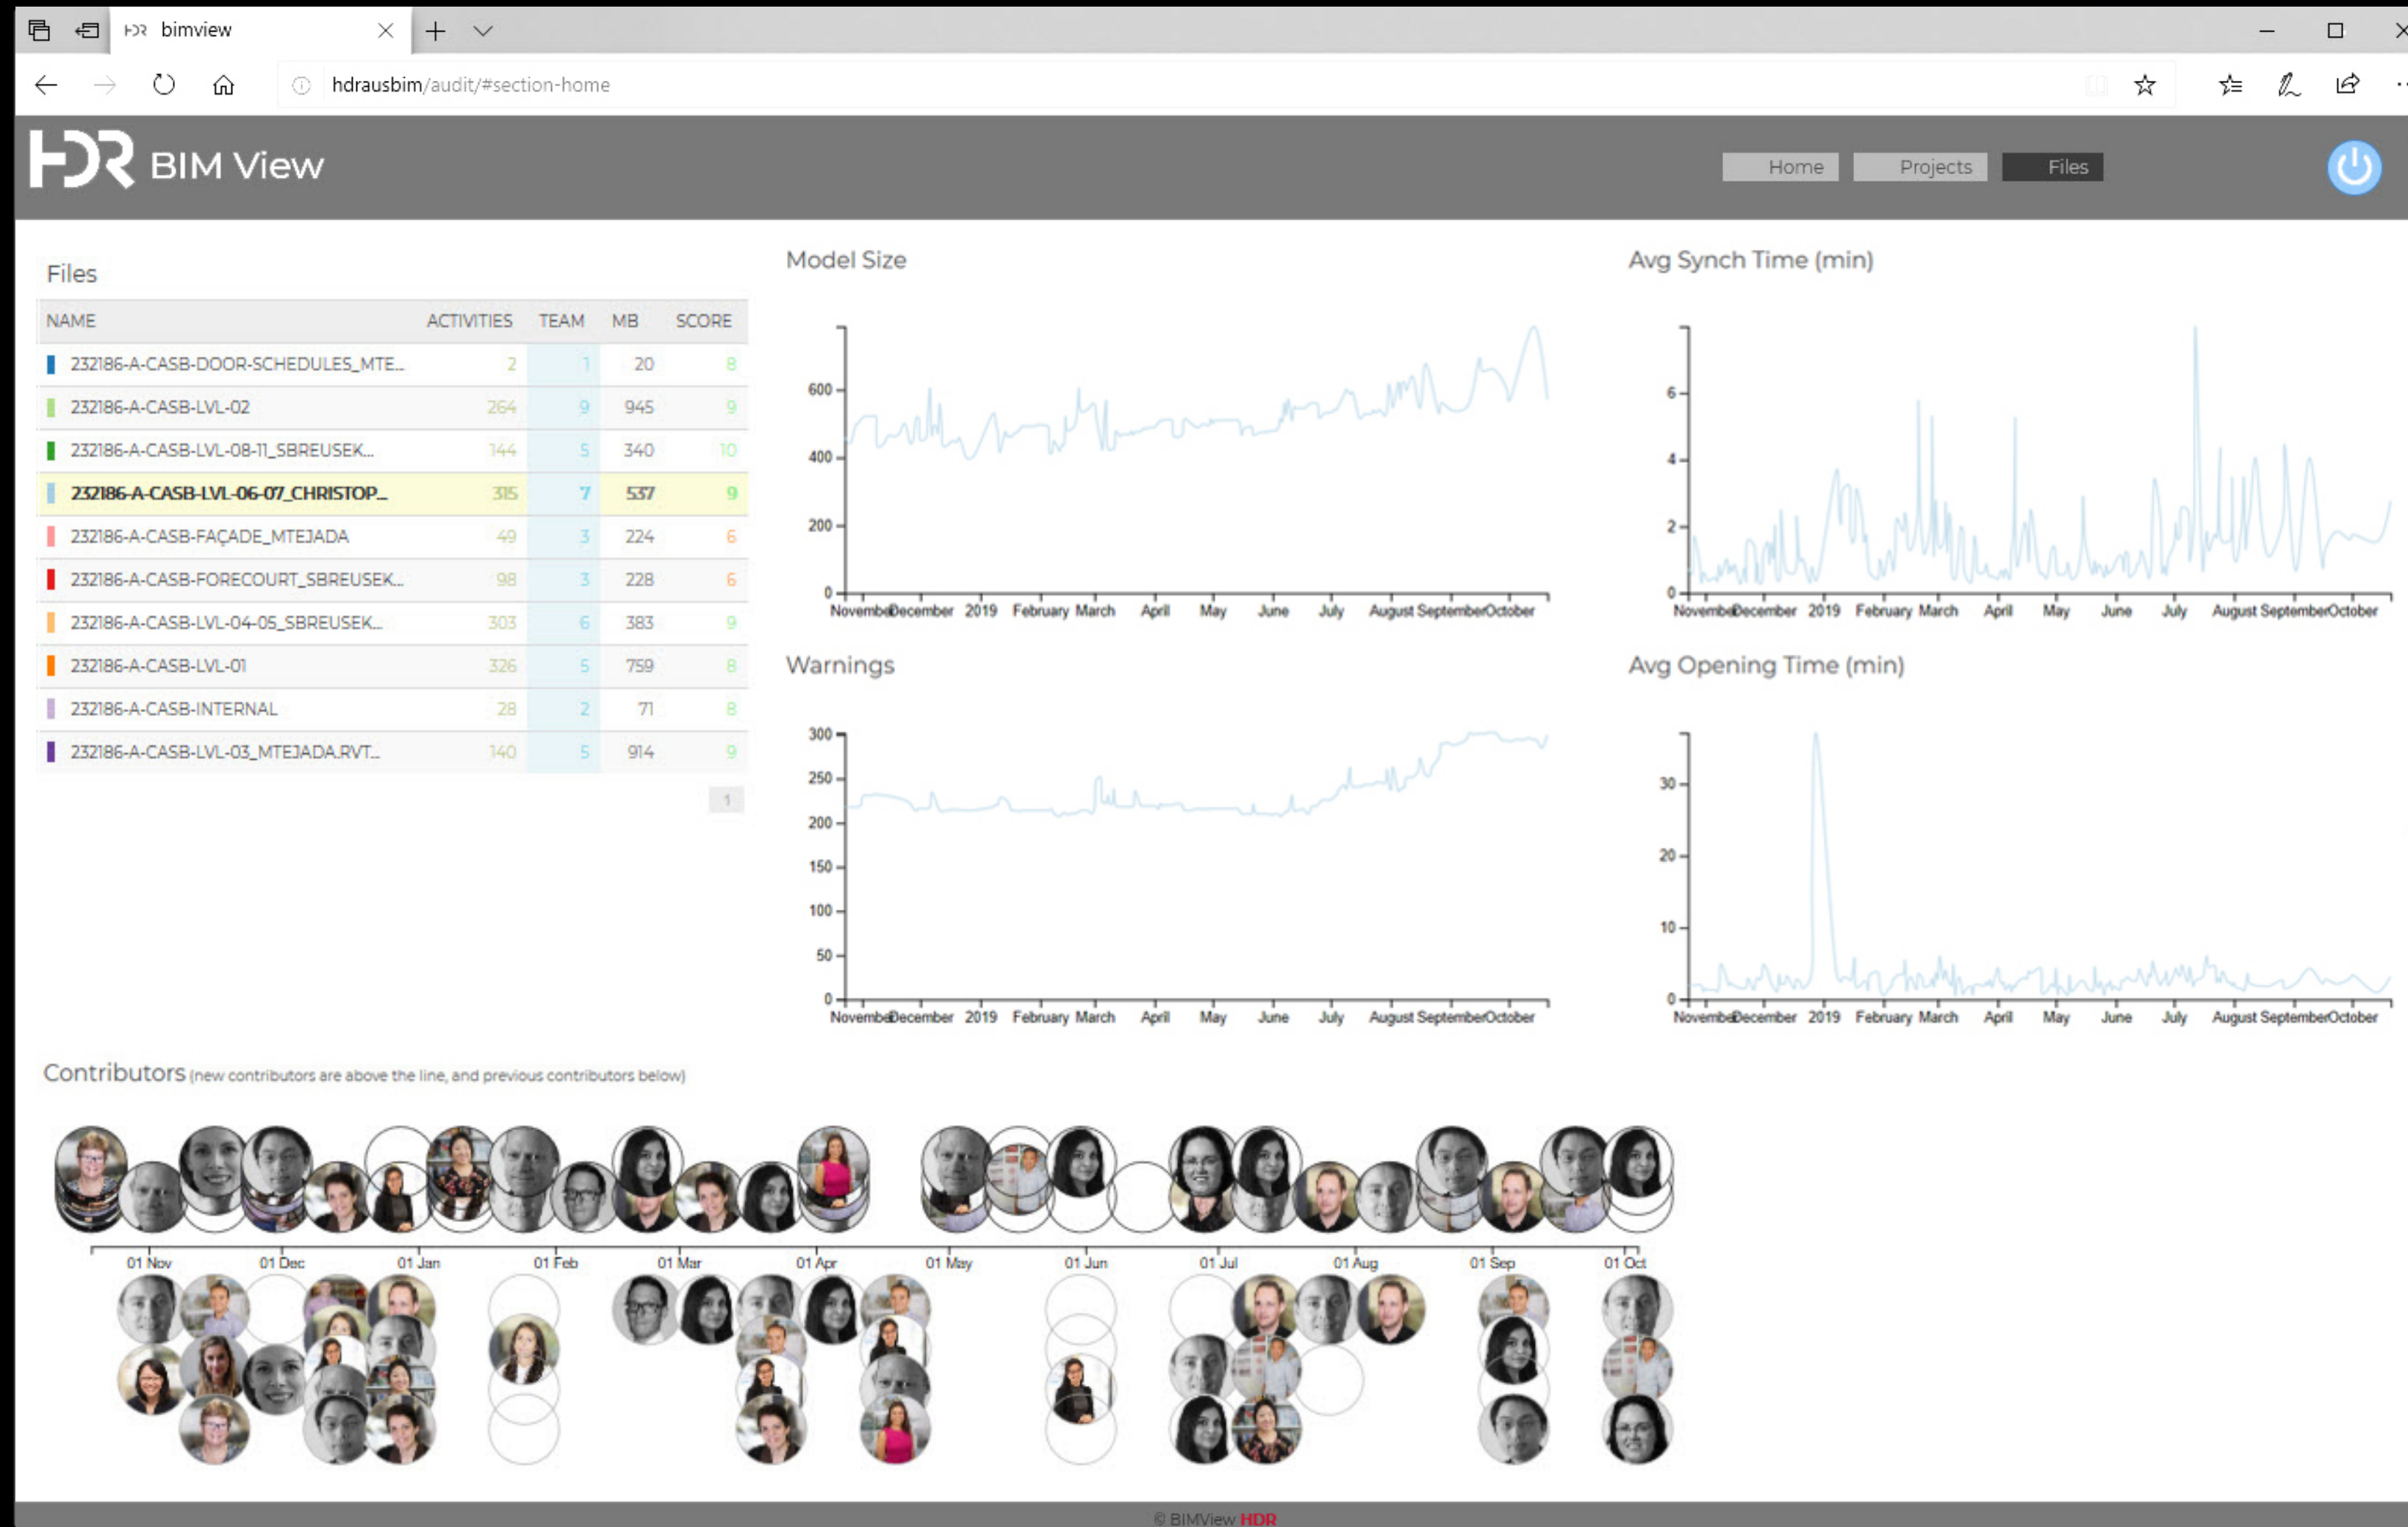 HDR bimview
hdrausbim/audit/#section-home
HDR BIM View
Home Projects Files
Files
NAME ACTIVITIES TEAM MB SCORE
232186-A-CASB-DOOR-SCHEDULES_MTE... 2 1 20 8
232186-A-CASB-LVL-02 264 9 945 9
232186-A-CASB-LVL-08-11_SBREUSEK... 144 5 340 10
232186-A-CASB-LVL-06-07_CHRISTOP... 315 7 537 9
232186-A-CASB-FAÇADE_MTEJADA 49 3 224 6
232186-A-CASB-FORECOURT_SBREUSEK... 98 3 228 6
232186-A-CASB-LVL-04-05_SBREUSEK... 303 6 383 9
232186-A-CASB-LVL-01 326 5 759 8
232186-A-CASB-INTERNAL 28 2 71 8
232186-A-CASB-LVL-03_MTEJADA.RVT... 140 5 914 9
1
Model Size
600
400
200
0
November December 2019 February March April May June July August September October
Avg Synch Time (min)
6
4
2
0
November December 2019 February March April May June July August September October
Warnings
300
250
200
150
100
50
0
November December 2019 February March April May June July August September October
Avg Opening Time (min)
30
20
10
0
November December 2019 February March April May June July August September October
Contributors (new contributors are above the line, and previous contributors below)
01 Nov 01 Dec 01 Jan 01 Feb 01 Mar 01 Apr 01 May 01 Jun 01 Jul 01 Aug 01 Sep 01 Oct
© BIMView HDR